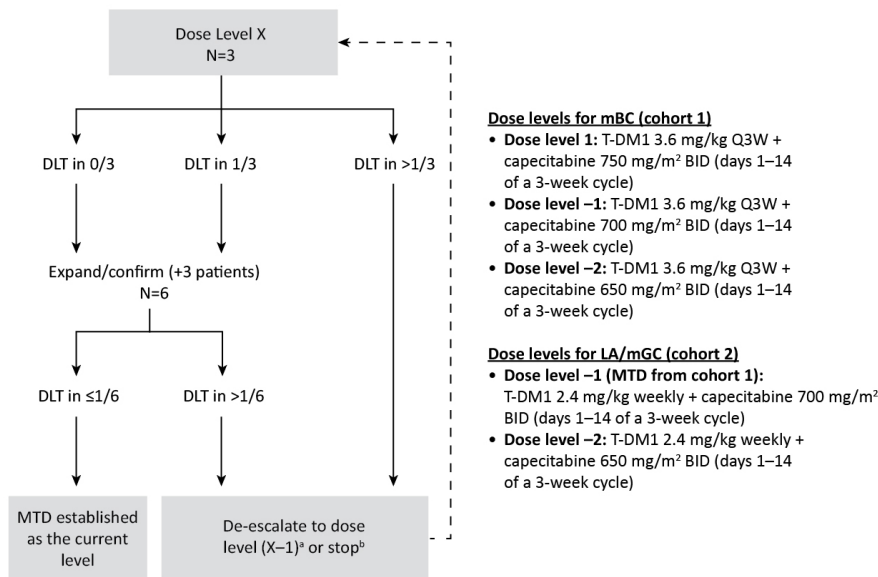 Dose Level X
N=3
DLT in 0/3
DLT in 1/3
DLT in >1/3
Expand/confirm (+3 patients)
N=6
DLT in ≤1/6
DLT in >1/6
MTD established
as the current
level
De-escalate to dose
level (X–1)ᵃ or stopᵇ
Dose levels for mBC (cohort 1)
• Dose level 1: T-DM1 3.6 mg/kg Q3W +
capecitabine 750 mg/m² BID (days 1–14
of a 3-week cycle)
• Dose level –1: T-DM1 3.6 mg/kg Q3W +
capecitabine 700 mg/m² BID (days 1–14
of a 3-week cycle)
• Dose level –2: T-DM1 3.6 mg/kg Q3W +
capecitabine 650 mg/m² BID (days 1–14
of a 3-week cycle)
Dose levels for LA/mGC (cohort 2)
• Dose level –1 (MTD from cohort 1):
T-DM1 2.4 mg/kg weekly + capecitabine 700 mg/m²
BID (days 1–14 of a 3-week cycle)
• Dose level –2: T-DM1 2.4 mg/kg weekly +
capecitabine 650 mg/m² BID (days 1–14
of a 3-week cycle)